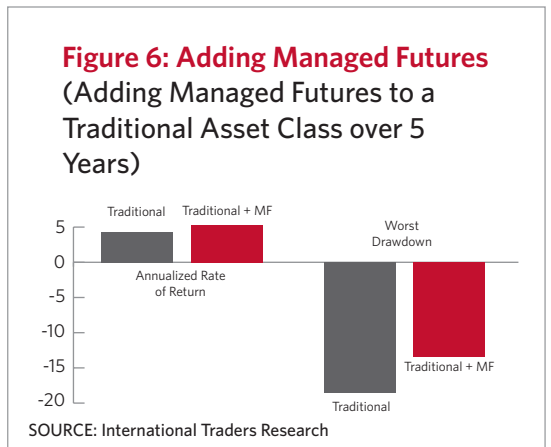 Figure 6: Adding Managed Futures
(Adding Managed Futures to a
Traditional Asset Class over 5
Years)
Traditional
Traditional + MF
Worst
Drawdown
5
0
-5
-10
-15
-20
Annualized Rate
of Return
Traditional + MF
Traditional
SOURCE: International Traders Research